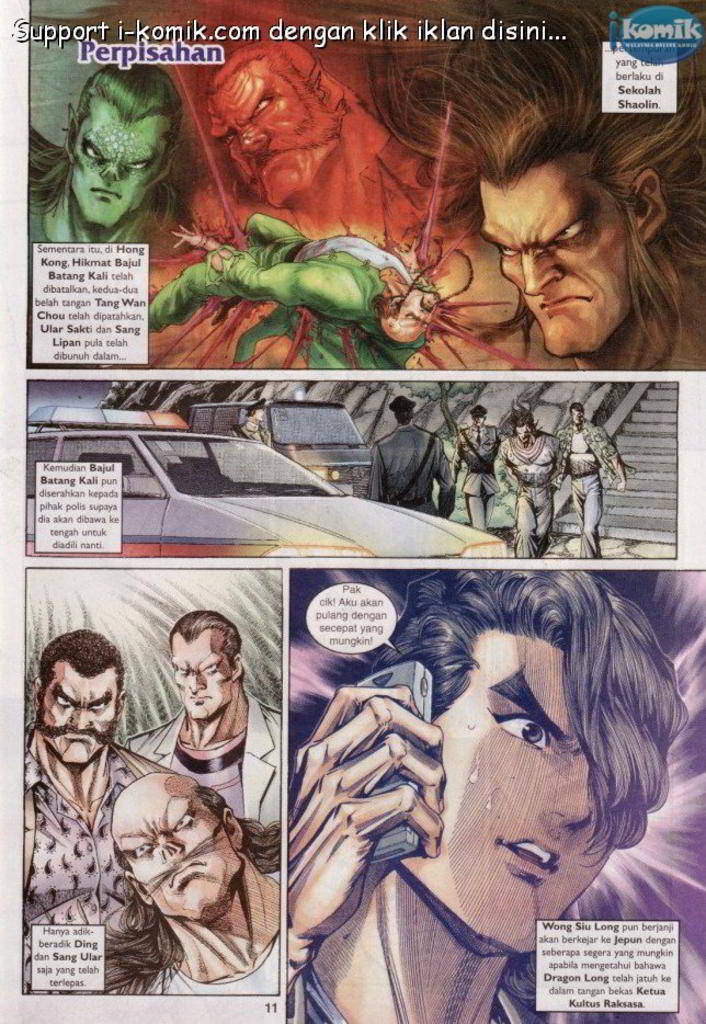 Support i-komik.com dengan klik iklan disini...
ikomik
MALAYSIA ONLINE KOMIK
Perpisahan
yang telah
berlaku di
Sekolah
Shaolin.
Sementara itu, di Hong
Kong, Hikmat Bajul
Batang Kali telah
dibatalkan, kedua-dua
belah tangan Tang Wan
Chou telah dipatahkan,
Ular Sakti dan Sang
Lipan pula telah
dibunuh dalam...
Kemudian Bajul
Batang Kali pun
diserahkan kepada
pihak polis supaya
dia akan dibawa ke
tengah untuk
diadili nanti.
Pak
cik! Aku akan
pulang dengan
secepat yang
mungkin!
Hanya adik-
beradik Ding
dan Sang Ular
saja yang telah
terlepas.
Wong Siu Long pun berjanji
akan berkejar ke Jepun dengan
seberapa segera yang mungkin
apabila mengetahui bahawa
Dragon Long telah jatuh ke
dalam tangan bekas Ketua
Kultus Raksasa.
11